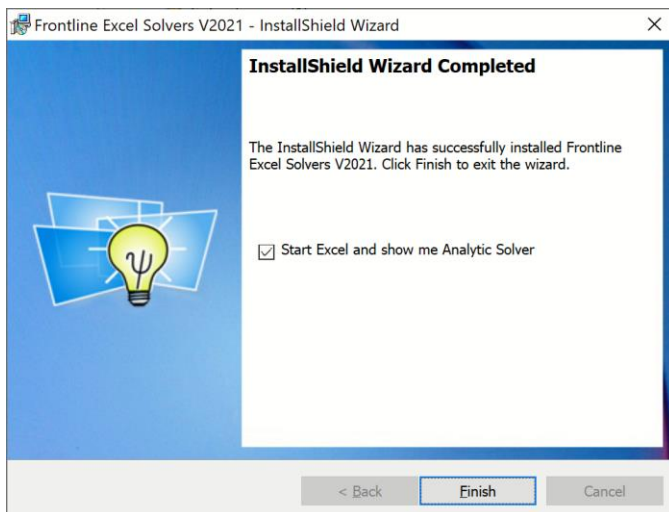 Frontline Excel Solvers V2021 - InstallShield Wizard
InstallShield Wizard Completed
The InstallShield Wizard has successfully installed Frontline
Excel Solvers V2021. Click Finish to exit the wizard.
Start Excel and show me Analytic Solver
ψ
< Back
Finish
Cancel